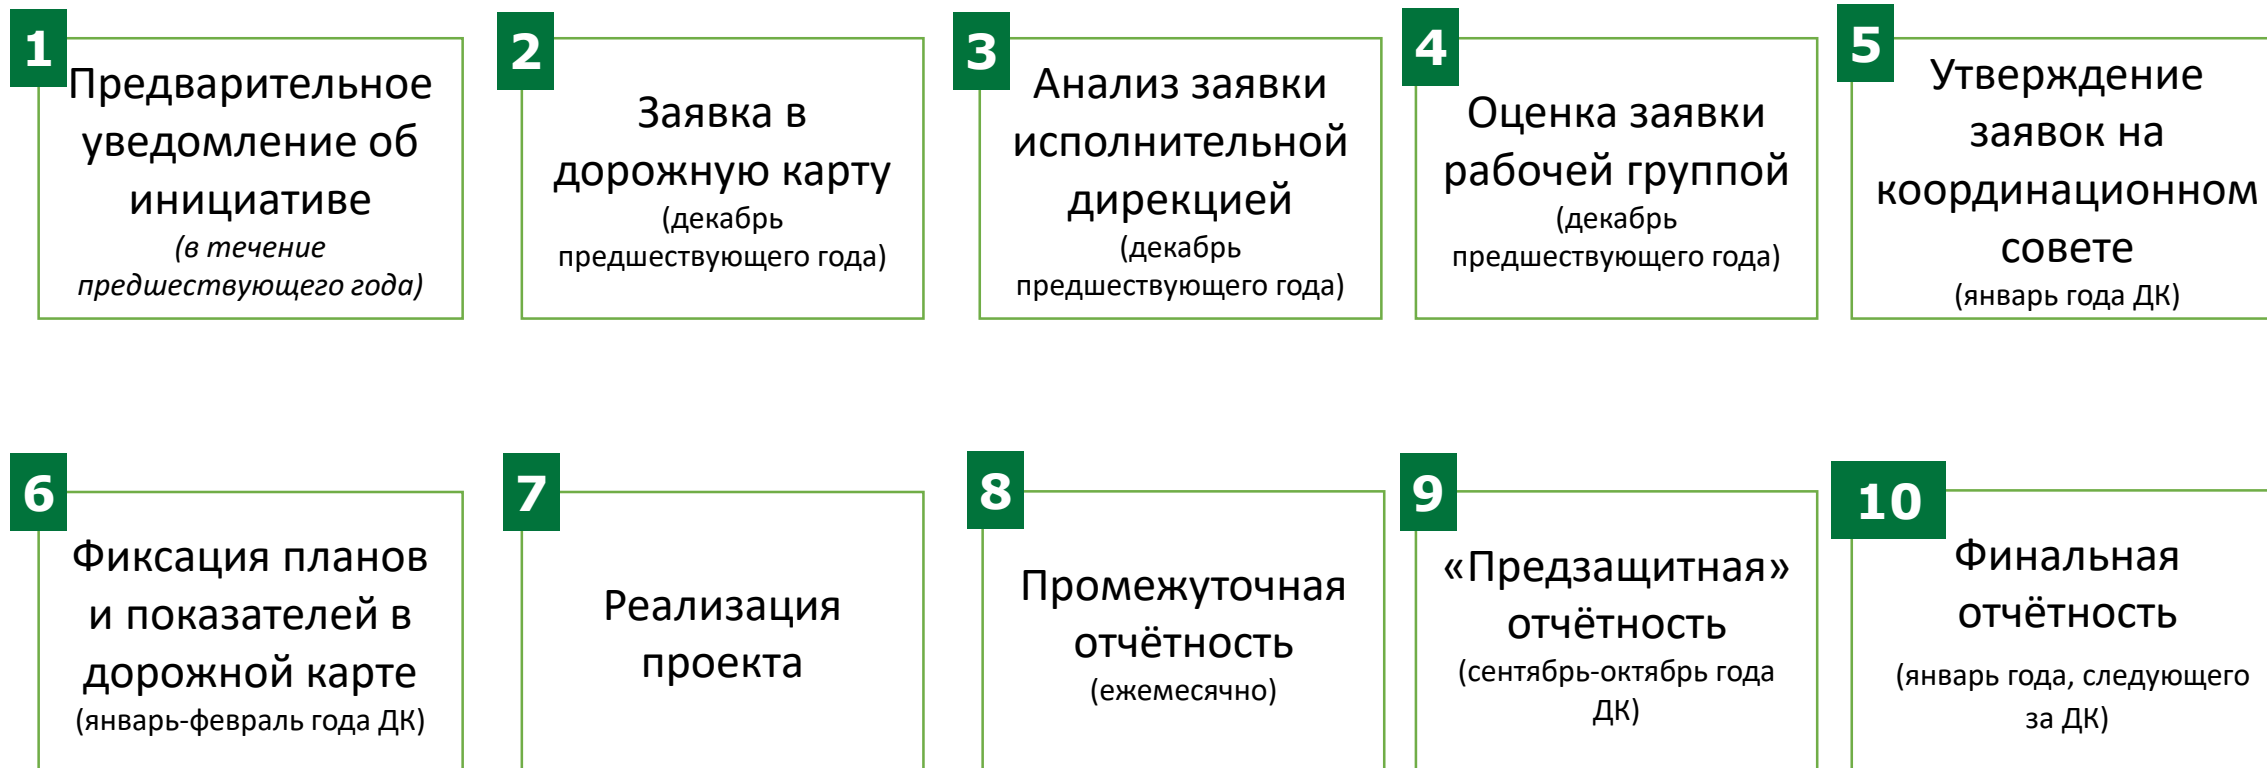 1
Предварительное
уведомление об
инициативе
(в течение
предшествующего года)
2
Заявка в
дорожную карту
(декабрь
предшествующего года)
3
Анализ заявки
исполнительной
дирекцией
(декабрь
предшествующего года)
4
Оценка заявки
рабочей группой
(декабрь
предшествующего года)
5
Утверждение
заявок на
координационном
совете
(январь года ДК)
6
Фиксация планов
и показателей в
дорожной карте
(январь-февраль года ДК)
7
Реализация
проекта
8
Промежуточная
отчётность
(ежемесячно)
9
«Предзащитная»
отчётность
(сентябрь-октябрь года
ДК)
10
Финальная
отчётность
(январь года, следующего
за ДК)